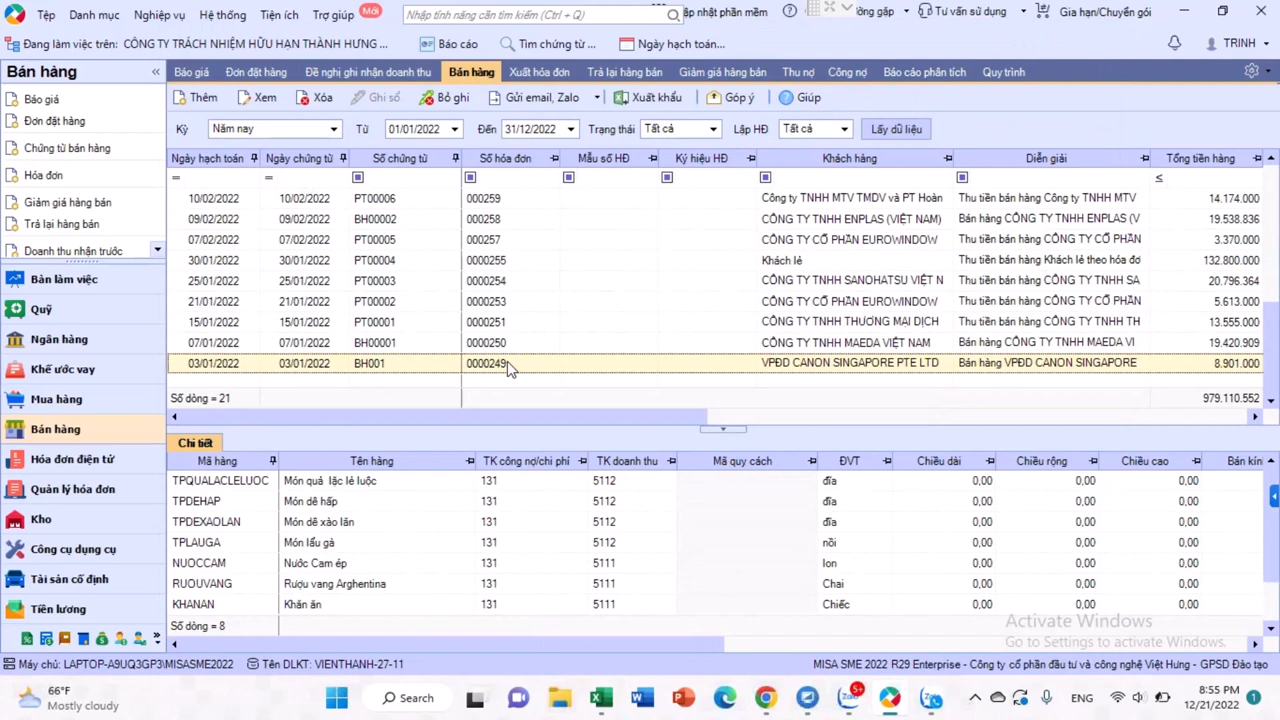 Tệp Danh mục Nghiệp vụ Hệ thống Tiện ích Trợ giúp Mới Nhập tính năng cần tìm kiếm (Ctrl + Q) nhật phần mềm gặp Tư vấn sử dụng Gia hạn/Chuyển gói
Đang làm việc trên: CÔNG TY TRÁCH NHIỆM HỮU HẠN THÀNH HƯNG ... Báo cáo Tìm chứng từ ... Ngày hạch toán... TRINH
Bán hàng « Báo giá Đơn đặt hàng Đề nghị ghi nhận doanh thu Bán hàng Xuất hóa đơn Trả lại hàng bán Giảm giá hàng bán Thu nợ Công nợ Báo cáo phân tích Quy trình
Báo giá
Đơn đặt hàng
Chứng từ bán hàng
Hóa đơn
Giảm giá hàng bán
Trả lại hàng bán
Doanh thu nhận trước
Bàn làm việc
Quỹ
Ngân hàng
Khế ước vay
Mua hàng
Bán hàng
Hóa đơn điện tử
Quản lý hóa đơn
Kho
Công cụ dụng cụ
Tài sản cố định
Tiền lương
Thêm Xem Xóa Ghi sổ Bỏ ghi Gửi email, Zalo Xuất khẩu Góp ý Giúp
Kỳ Năm nay Từ 01/01/2022 Đến 31/12/2022 Trạng thái Tất cả Lập HĐ Tất cả Lấy dữ liệu
Ngày hạch toán Ngày chứng từ Số chứng từ Số hóa đơn Mẫu số HĐ Ký hiệu HĐ Khách hàng Diễn giải Tổng tiền hàng
= = ≤
10/02/2022 10/02/2022 PT00006 000259 Công ty TNHH MTV TMDV và PT Hoàn Thu tiền bán hàng Công ty TNHH MTV 14.174.000
09/02/2022 09/02/2022 BH00002 000258 CÔNG TY TNHH ENPLAS (VIỆT NAM) Bán hàng CÔNG TY TNHH ENPLAS (V 19.538.836
07/02/2022 07/02/2022 PT00005 000257 CÔNG TY CỔ PHẦN EUROWINDOW Thu tiền bán hàng CÔNG TY CỔ PHẦN 3.370.000
30/01/2022 30/01/2022 PT00004 0000255 Khách lẻ Thu tiền bán hàng Khách lẻ theo hóa đơ 132.800.000
25/01/2022 25/01/2022 PT00003 0000254 CÔNG TY TNHH SANOHATSU VIỆT N Thu tiền bán hàng CÔNG TY TNHH SA 20.796.364
21/01/2022 21/01/2022 PT00002 0000253 CÔNG TY CỔ PHẦN EUROWINDOW Thu tiền bán hàng CÔNG TY CỔ PHẦN 5.613.000
15/01/2022 15/01/2022 PT00001 0000251 CÔNG TY TNHH THƯƠNG MẠI DỊCH Thu tiền bán hàng CÔNG TY TNHH TH 13.555.000
07/01/2022 07/01/2022 BH00001 0000250 CÔNG TY TNHH MAEDA VIỆT NAM Bán hàng CÔNG TY TNHH MAEDA VI 19.420.909
03/01/2022 03/01/2022 BH001 0000249 VPĐD CANON SINGAPORE PTE LTD Bán hàng VPĐD CANON SINGAPORE 8.901.000
Số dòng = 21 979.110.552
Chi tiết
Mã hàng Tên hàng TK công nợ/chi phí TK doanh thu Mã quy cách ĐVT Chiều dài Chiều rộng Chiều cao Bán kín
TPQUALACLELUOC Món quả lặc lè luộc 131 5112 đĩa 0,00 0,00 0,00
TPDEHAP Món dê hấp 131 5112 đĩa 0,00 0,00 0,00
TPDEXAOLAN Món dê xào lăn 131 5112 đĩa 0,00 0,00 0,00
TPLAUGA Món lẩu gà 131 5112 nồi 0,00 0,00 0,00
NUOCCAM Nước Cam ép 131 5111 lon 0,00 0,00 0,00
RUOUVANG Rượu vang Arghentina 131 5111 Chai 0,00 0,00 0,00
KHANAN Khăn ăn 131 5111 Chiếc 0,00 0,00 0,00
Số dòng = 8
Activate Windows
Go to Settings to activate Windows.
Máy chủ: LAPTOP-A9UQ3GP3\MISASME2022 Tên DLKT: VIENTHANH-27-11 MISA SME 2022 R29 Enterprise - Công ty cổ phần đầu tư và công nghệ Việt Hưng - GPSD Đào tạo
66°F
Mostly cloudy
Search
5+
ENG
8:55 PM
12/21/2022
1